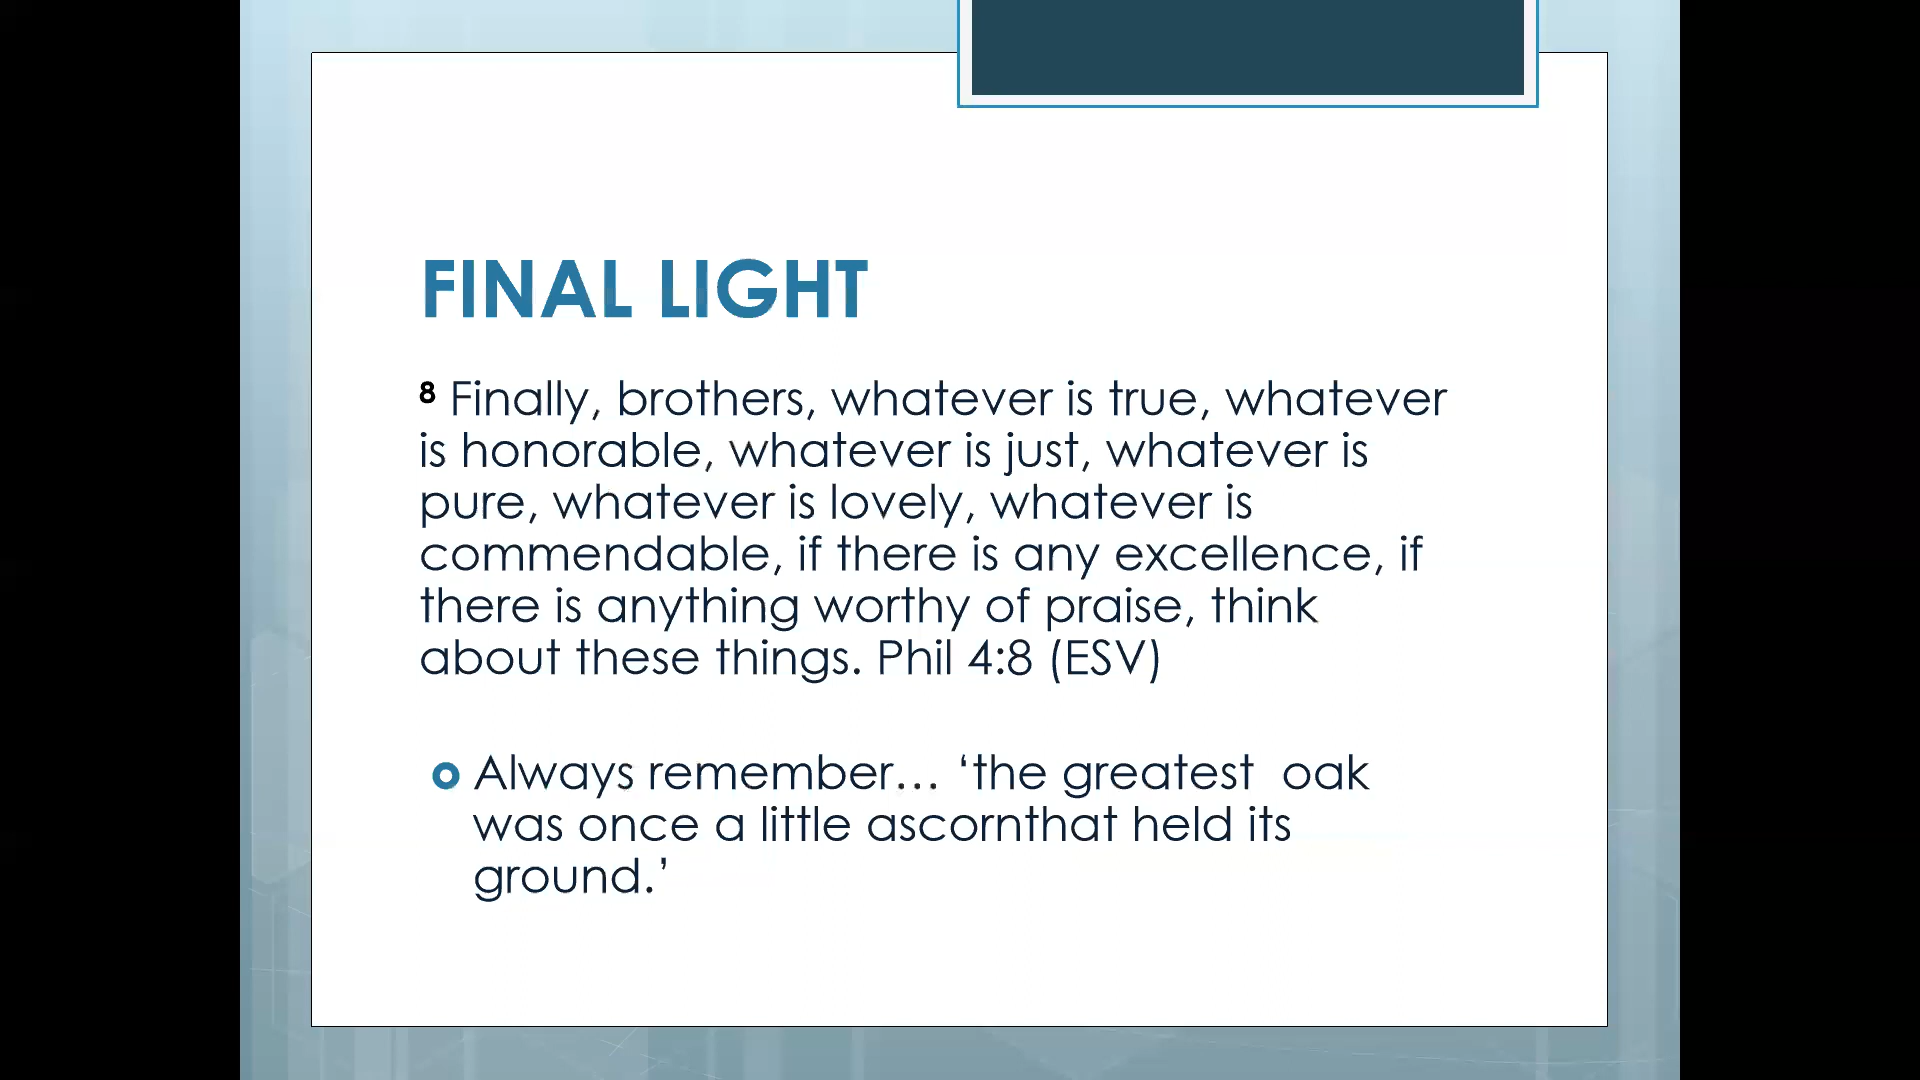 FINAL LIGHT
8 Finally, brothers, whatever is true, whatever
is honorable, whatever is just, whatever is
pure, whatever is lovely, whatever is
commendable, if there is any excellence, if
there is anything worthy of praise, think
about these things. Phil 4:8 (ESV)
Always remember… ‘the greatest  oak
was once a little ascornthat held its
ground.’